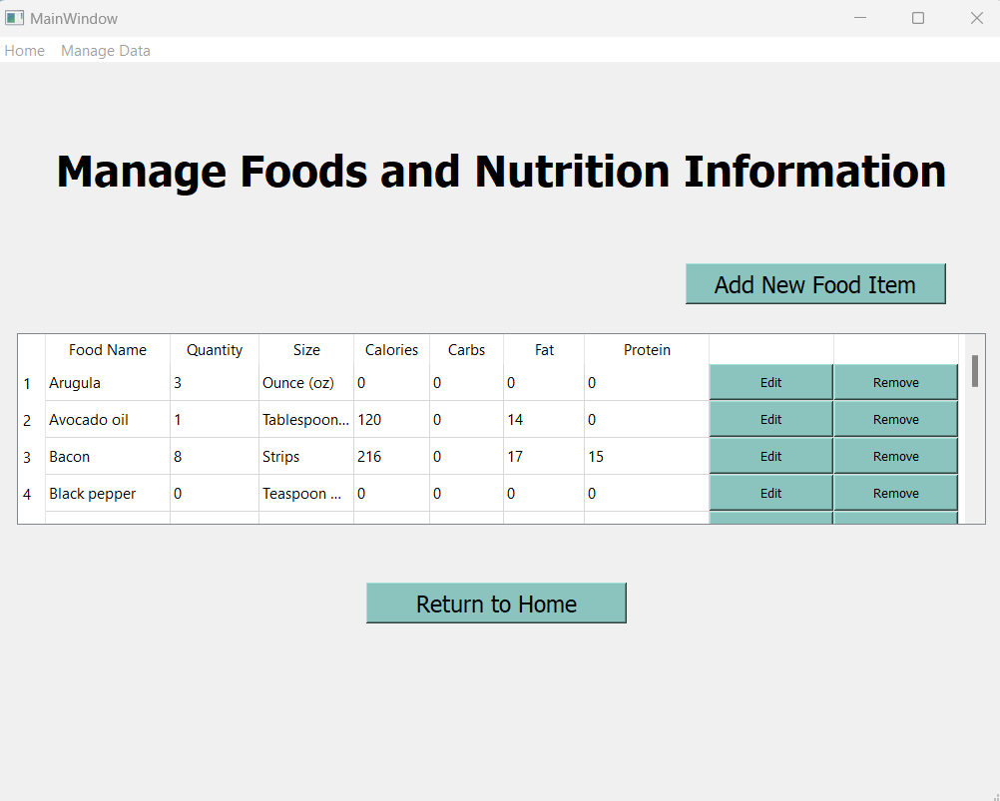 MainWindow
Home Manage Data
Manage Foods and Nutrition Information
Add New Food Item
Food Name Quantity Size Calories Carbs Fat Protein
1 Arugula 3 Ounce (oz) 0 0 0 0 Edit Remove
2 Avocado oil 1 Tablespoon... 120 0 14 0 Edit Remove
3 Bacon 8 Strips 216 0 17 15 Edit Remove
4 Black pepper 0 Teaspoon ... 0 0 0 0 Edit Remove
Return to Home